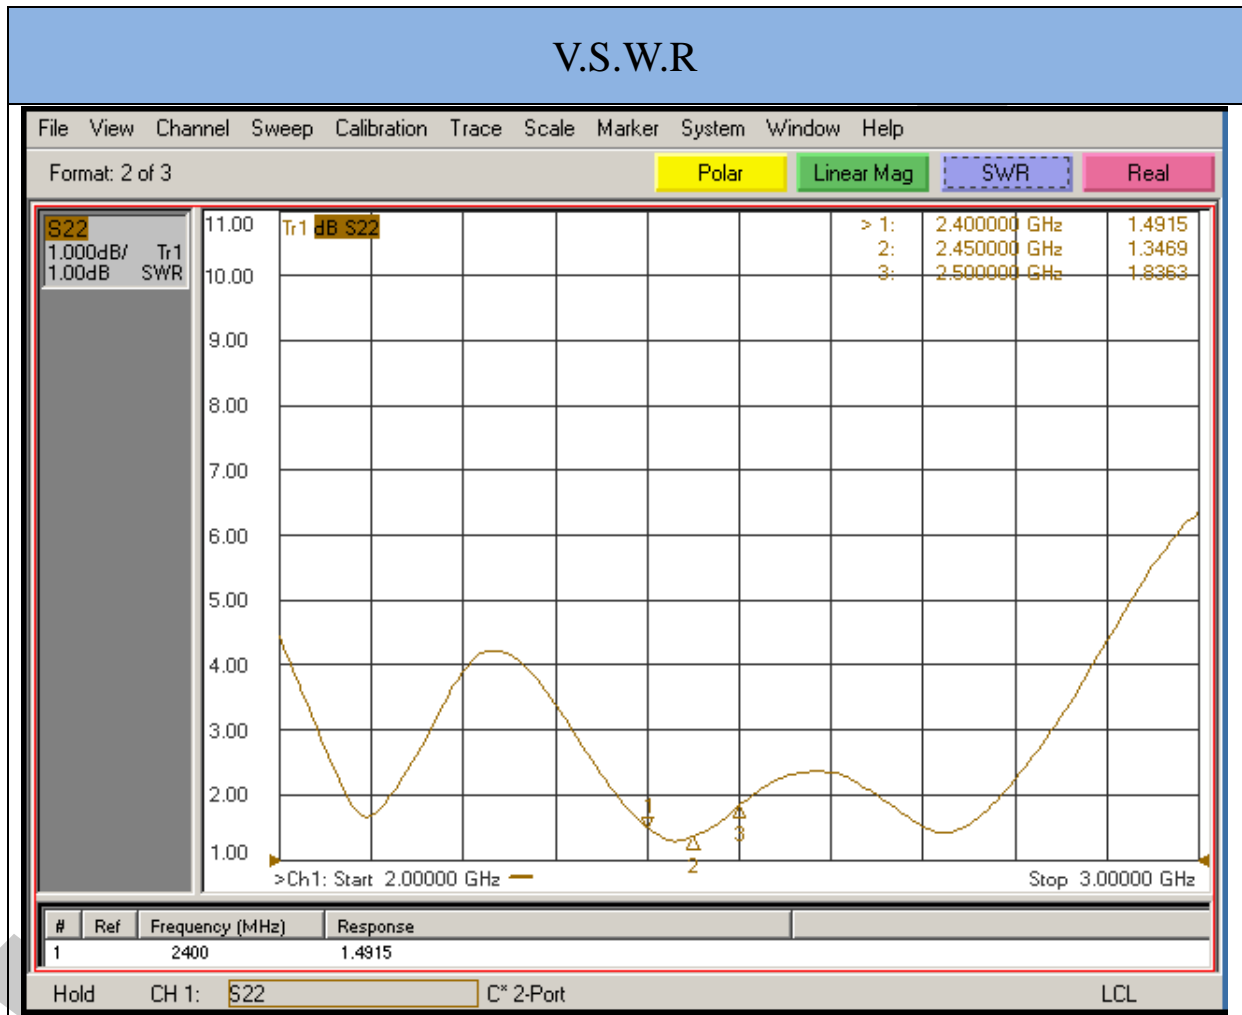 V.S.W.R
File View Channel Sweep Calibration Trace Scale Marker System Window Help
Format: 2 of 3
Polar
Linear Mag
SWR
Real
S22
1.000dB/ Tr1
1.00dB SWR
11.00
10.00
9.00
8.00
7.00
6.00
5.00
4.00
3.00
2.00
1.00
Tr1 dB S22
> 1: 2.400000 GHz 1.4915
2: 2.450000 GHz 1.3469
3: 2.500000 GHz 1.8363
1
2
3
>Ch1: Start 2.00000 GHz
Stop 3.00000 GHz
# Ref Frequency (MHz) Response
1 2400 1.4915
Hold CH 1: S22 C* 2-Port LCL